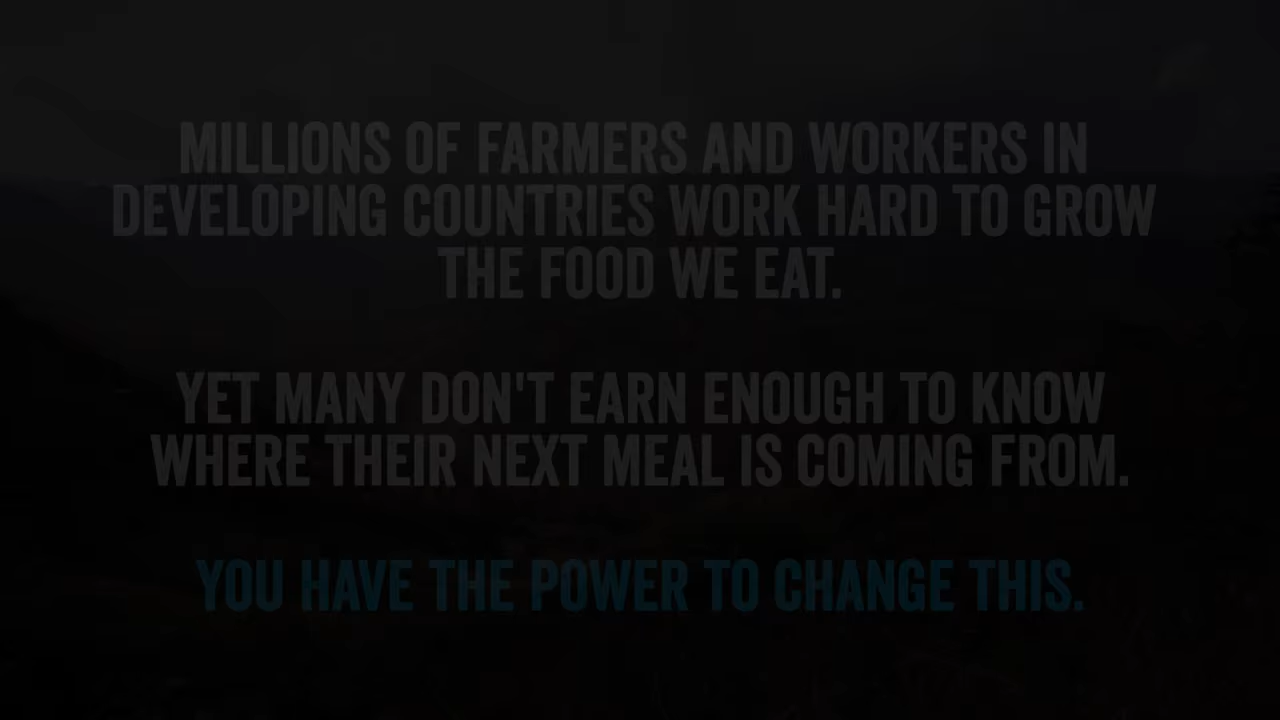 MILLIONS OF FARMERS AND WORKERS IN
DEVELOPING COUNTRIES WORK HARD TO GROW
THE FOOD WE EAT.
YET MANY DON'T EARN ENOUGH TO KNOW
WHERE THEIR NEXT MEAL IS COMING FROM.
YOU HAVE THE POWER TO CHANGE THIS.